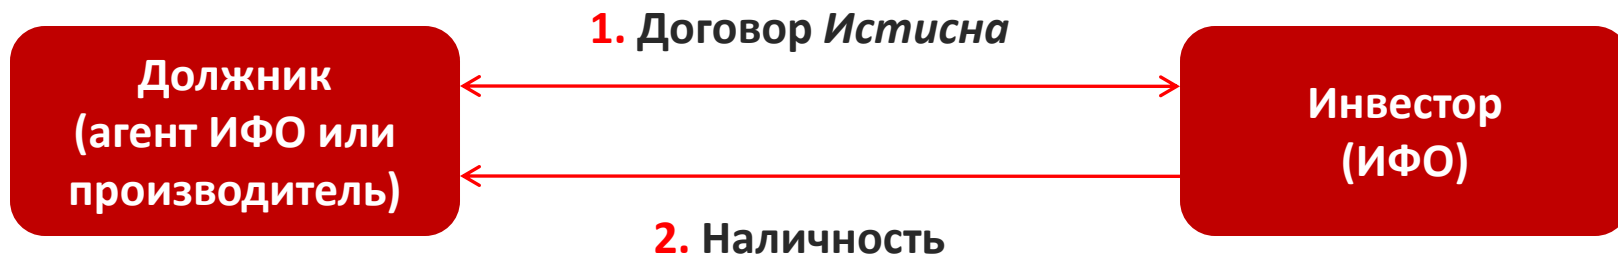 1. Договор Истисна
Должник
(агент ИФО или
производитель)
Инвестор
(ИФО)
2. Наличность